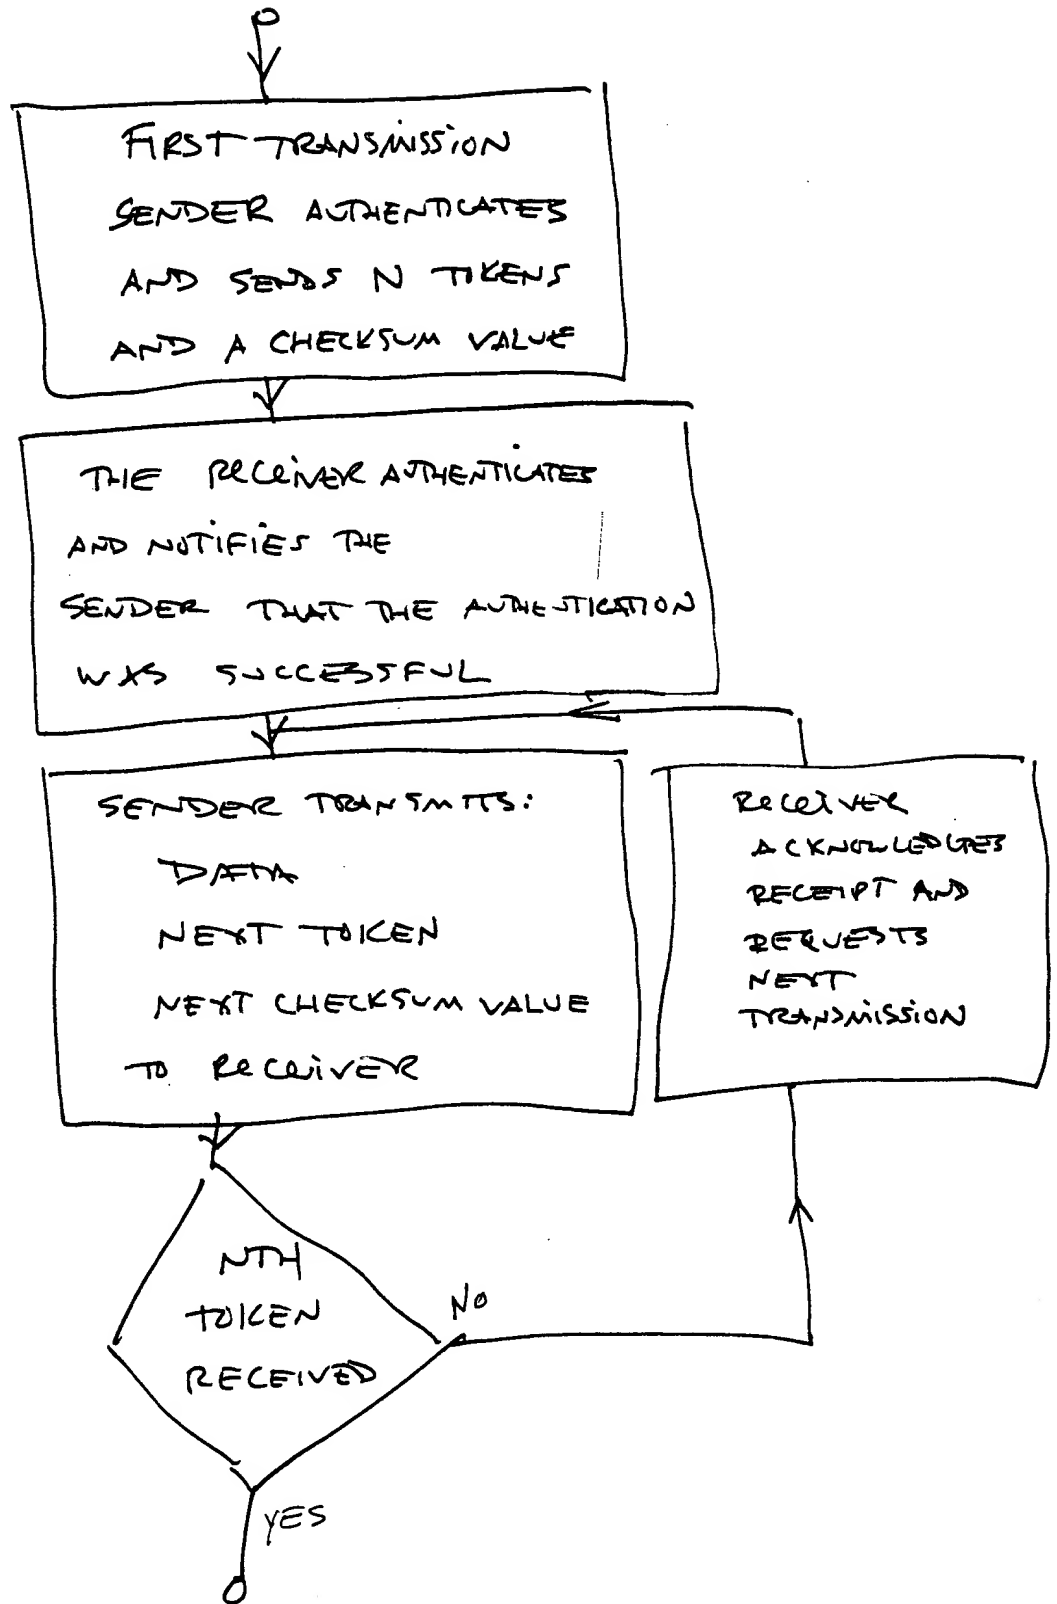 FIRST TRANSMISSION
SENDER AUTHENTICATES
AND SENDS N TOKENS
AND A CHECKSUM VALUE
THE RECEIVER AUTHENTICATES
AND NOTIFIES THE
SENDER THAT THE AUTHENTICATION
WAS SUCCESSFUL
SENDER TRANSMITS:
DATA
NEXT TOKEN
NEXT CHECKSUM VALUE
TO RECEIVER
RECEIVER
ACKNOWLEDGES
RECEIPT AND
REQUESTS
NEXT
TRANSMISSION
NTH
TOKEN
RECEIVED
NO
YES